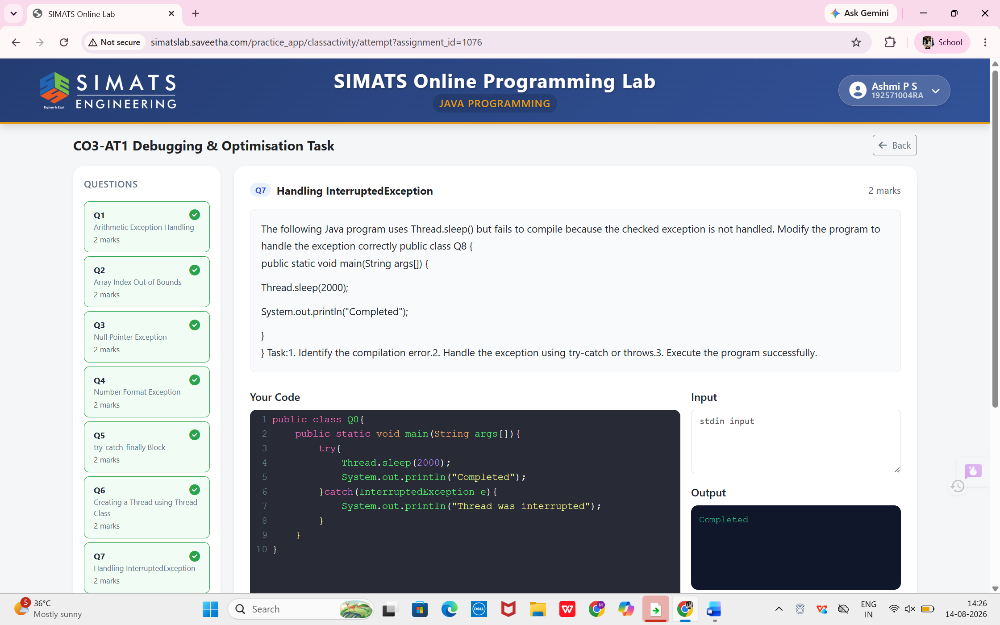 SIMATS Online Lab
Ask Gemini
Not secure
simatslab.saveetha.com/practice_app/classactivity/attempt?assignment_id=1076
School
SIMATS
ENGINEERING
Engineer to Excel
SIMATS Online Programming Lab
JAVA PROGRAMMING
Ashmi P S
192571004RA
CO3-AT1 Debugging & Optimisation Task
Back
QUESTIONS
Q1
Arithmetic Exception Handling
2 marks
Q2
Array Index Out of Bounds
2 marks
Q3
Null Pointer Exception
2 marks
Q4
Number Format Exception
2 marks
Q5
try-catch-finally Block
2 marks
Q6
Creating a Thread using Thread
Class
2 marks
Q7
Handling InterruptedException
2 marks
Q7 Handling InterruptedException
2 marks
The following Java program uses Thread.sleep() but fails to compile because the checked exception is not handled. Modify the program to
handle the exception correctly public class Q8 {
public static void main(String args[]) {
Thread.sleep(2000);
System.out.println("Completed");
}
} Task:1. Identify the compilation error.2. Handle the exception using try-catch or throws.3. Execute the program successfully.
Your Code
1 public class Q8{
2 public static void main(String args[]){
3 try{
4 Thread.sleep(2000);
5 System.out.println("Completed");
6 }catch(InterruptedException e){
7 System.out.println("Thread was interrupted");
8 }
9 }
10 }
Input
stdin input
Output
Completed
5
36°C
Mostly sunny
Search
DELL
M
W
ENG
IN
14:26
14-08-2026